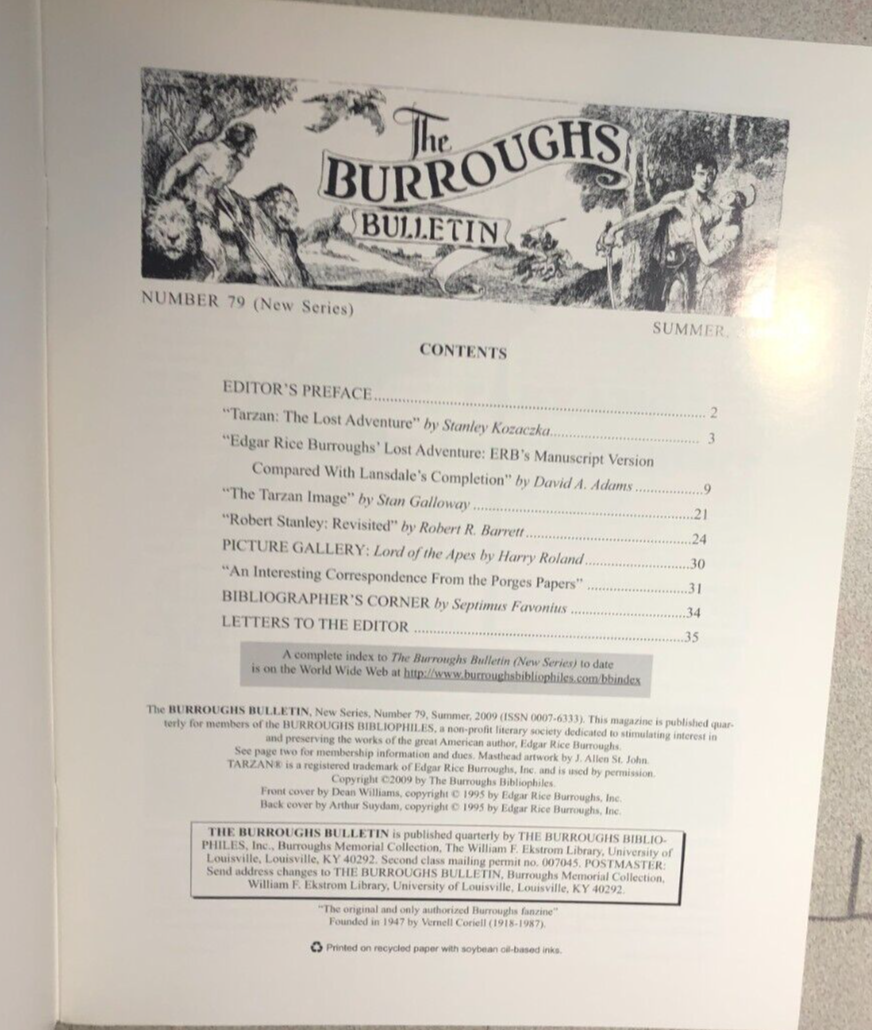 The
BURROUGHS
BULLETIN
NUMBER 79 (New Series)
SUMMER,
CONTENTS
EDITOR'S PREFACE.......... 2
"Tarzan: The Lost Adventure" by Stanley Kozaczka.......... 3
"Edgar Rice Burroughs' Lost Adventure: ERB's Manuscript Version
Compared With Lansdale's Completion" by David A. Adams ..........9
"The Tarzan Image" by Stan Galloway ..........21
"Robert Stanley: Revisited" by Robert R. Barrett..........24
PICTURE GALLERY: Lord of the Apes by Harry Roland..........30
"An Interesting Correspondence From the Porges Papers" ..........31
BIBLIOGRAPHER'S CORNER by Septimus Favonius ..........34
LETTERS TO THE EDITOR ..........35
A complete index to The Burroughs Bulletin (New Series) to date
is on the World Wide Web at http://www.burroughsbibliophiles.com/bbindex
The BURROUGHS BULLETIN, New Series, Number 79, Summer, 2009 (ISSN 0007-6333). This magazine is published quar-
terly for members of the BURROUGHS BIBLIOPHILES, a non-profit literary society dedicated to stimulating interest in
and preserving the works of the great American author, Edgar Rice Burroughs.
See page two for membership information and dues. Masthead artwork by J. Allen St. John.
TARZAN® is a registered trademark of Edgar Rice Burroughs, Inc. and is used by permission.
Copyright ©2009 by The Burroughs Bibliophiles.
Front cover by Dean Williams, copyright © 1995 by Edgar Rice Burroughs, Inc.
Back cover by Arthur Suydam, copyright © 1995 by Edgar Rice Burroughs, Inc.
THE BURROUGHS BULLETIN is published quarterly by THE BURROUGHS BIBLIO-
PHILES, Inc., Burroughs Memorial Collection, The William F. Ekstrom Library, University of
Louisville, Louisville, KY 40292. Second class mailing permit no. 007045. POSTMASTER:
Send address changes to THE BURROUGHS BULLETIN, Burroughs Memorial Collection,
William F. Ekstrom Library, University of Louisville, Louisville, KY 40292.
"The original and only authorized Burroughs fanzine"
Founded in 1947 by Vernell Coriell (1918-1987).
Printed on recycled paper with soybean oil-based inks.